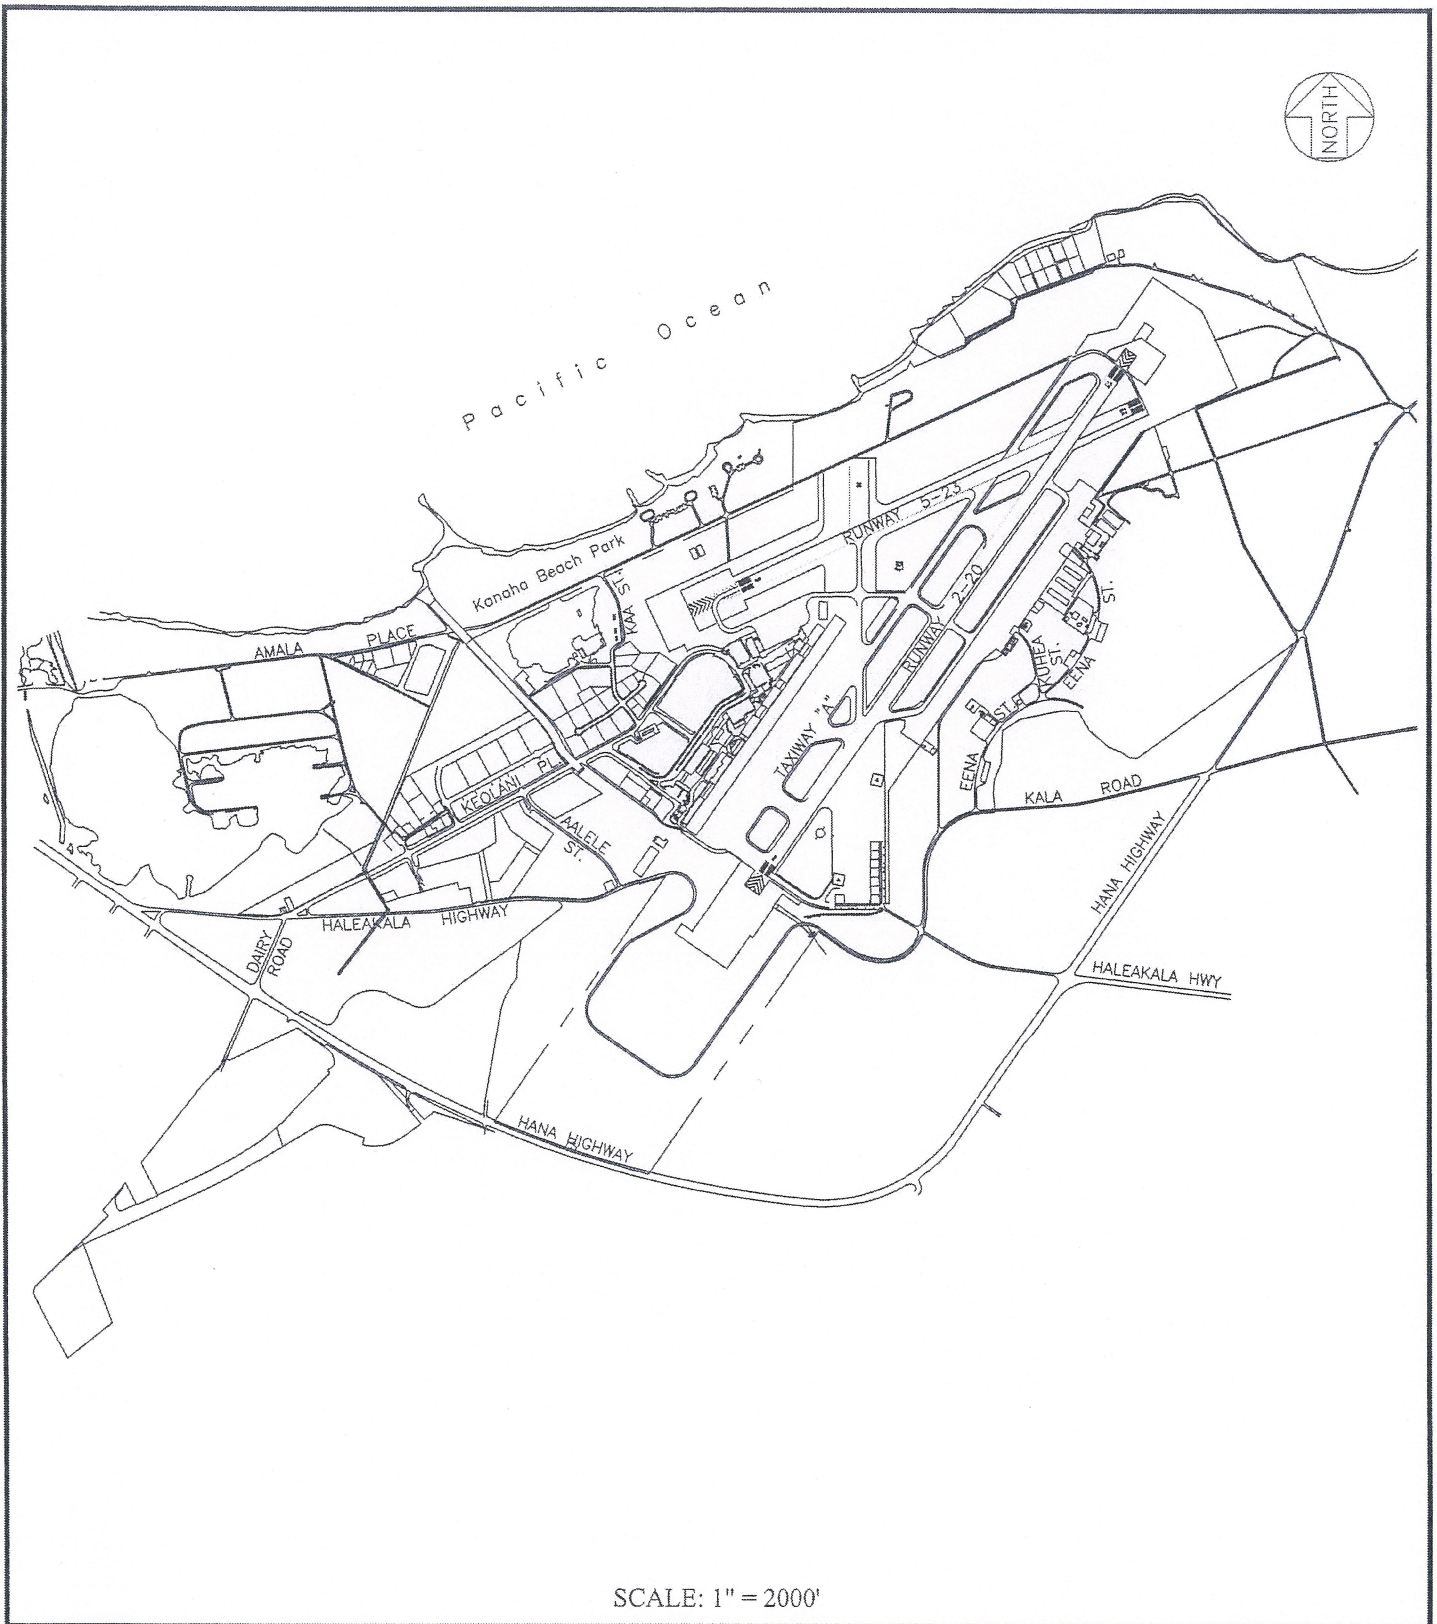 NORTH
Pacific Ocean
RUNWAY 5-23
Kanaha Beach Park
KAA ST.
AMALA PLACE
RUNWAY 2-20
ST.
KUHEA
ST.
EENA
ST.
TAXIWAY "A"
EENA
KEOLANI PL.
KALA ROAD
AALELE
ST.
HANA HIGHWAY
HALEAKALA HIGHWAY
DAIRY
ROAD
HALEAKALA HWY
HANA HIGHWAY
SCALE: 1" = 2000'